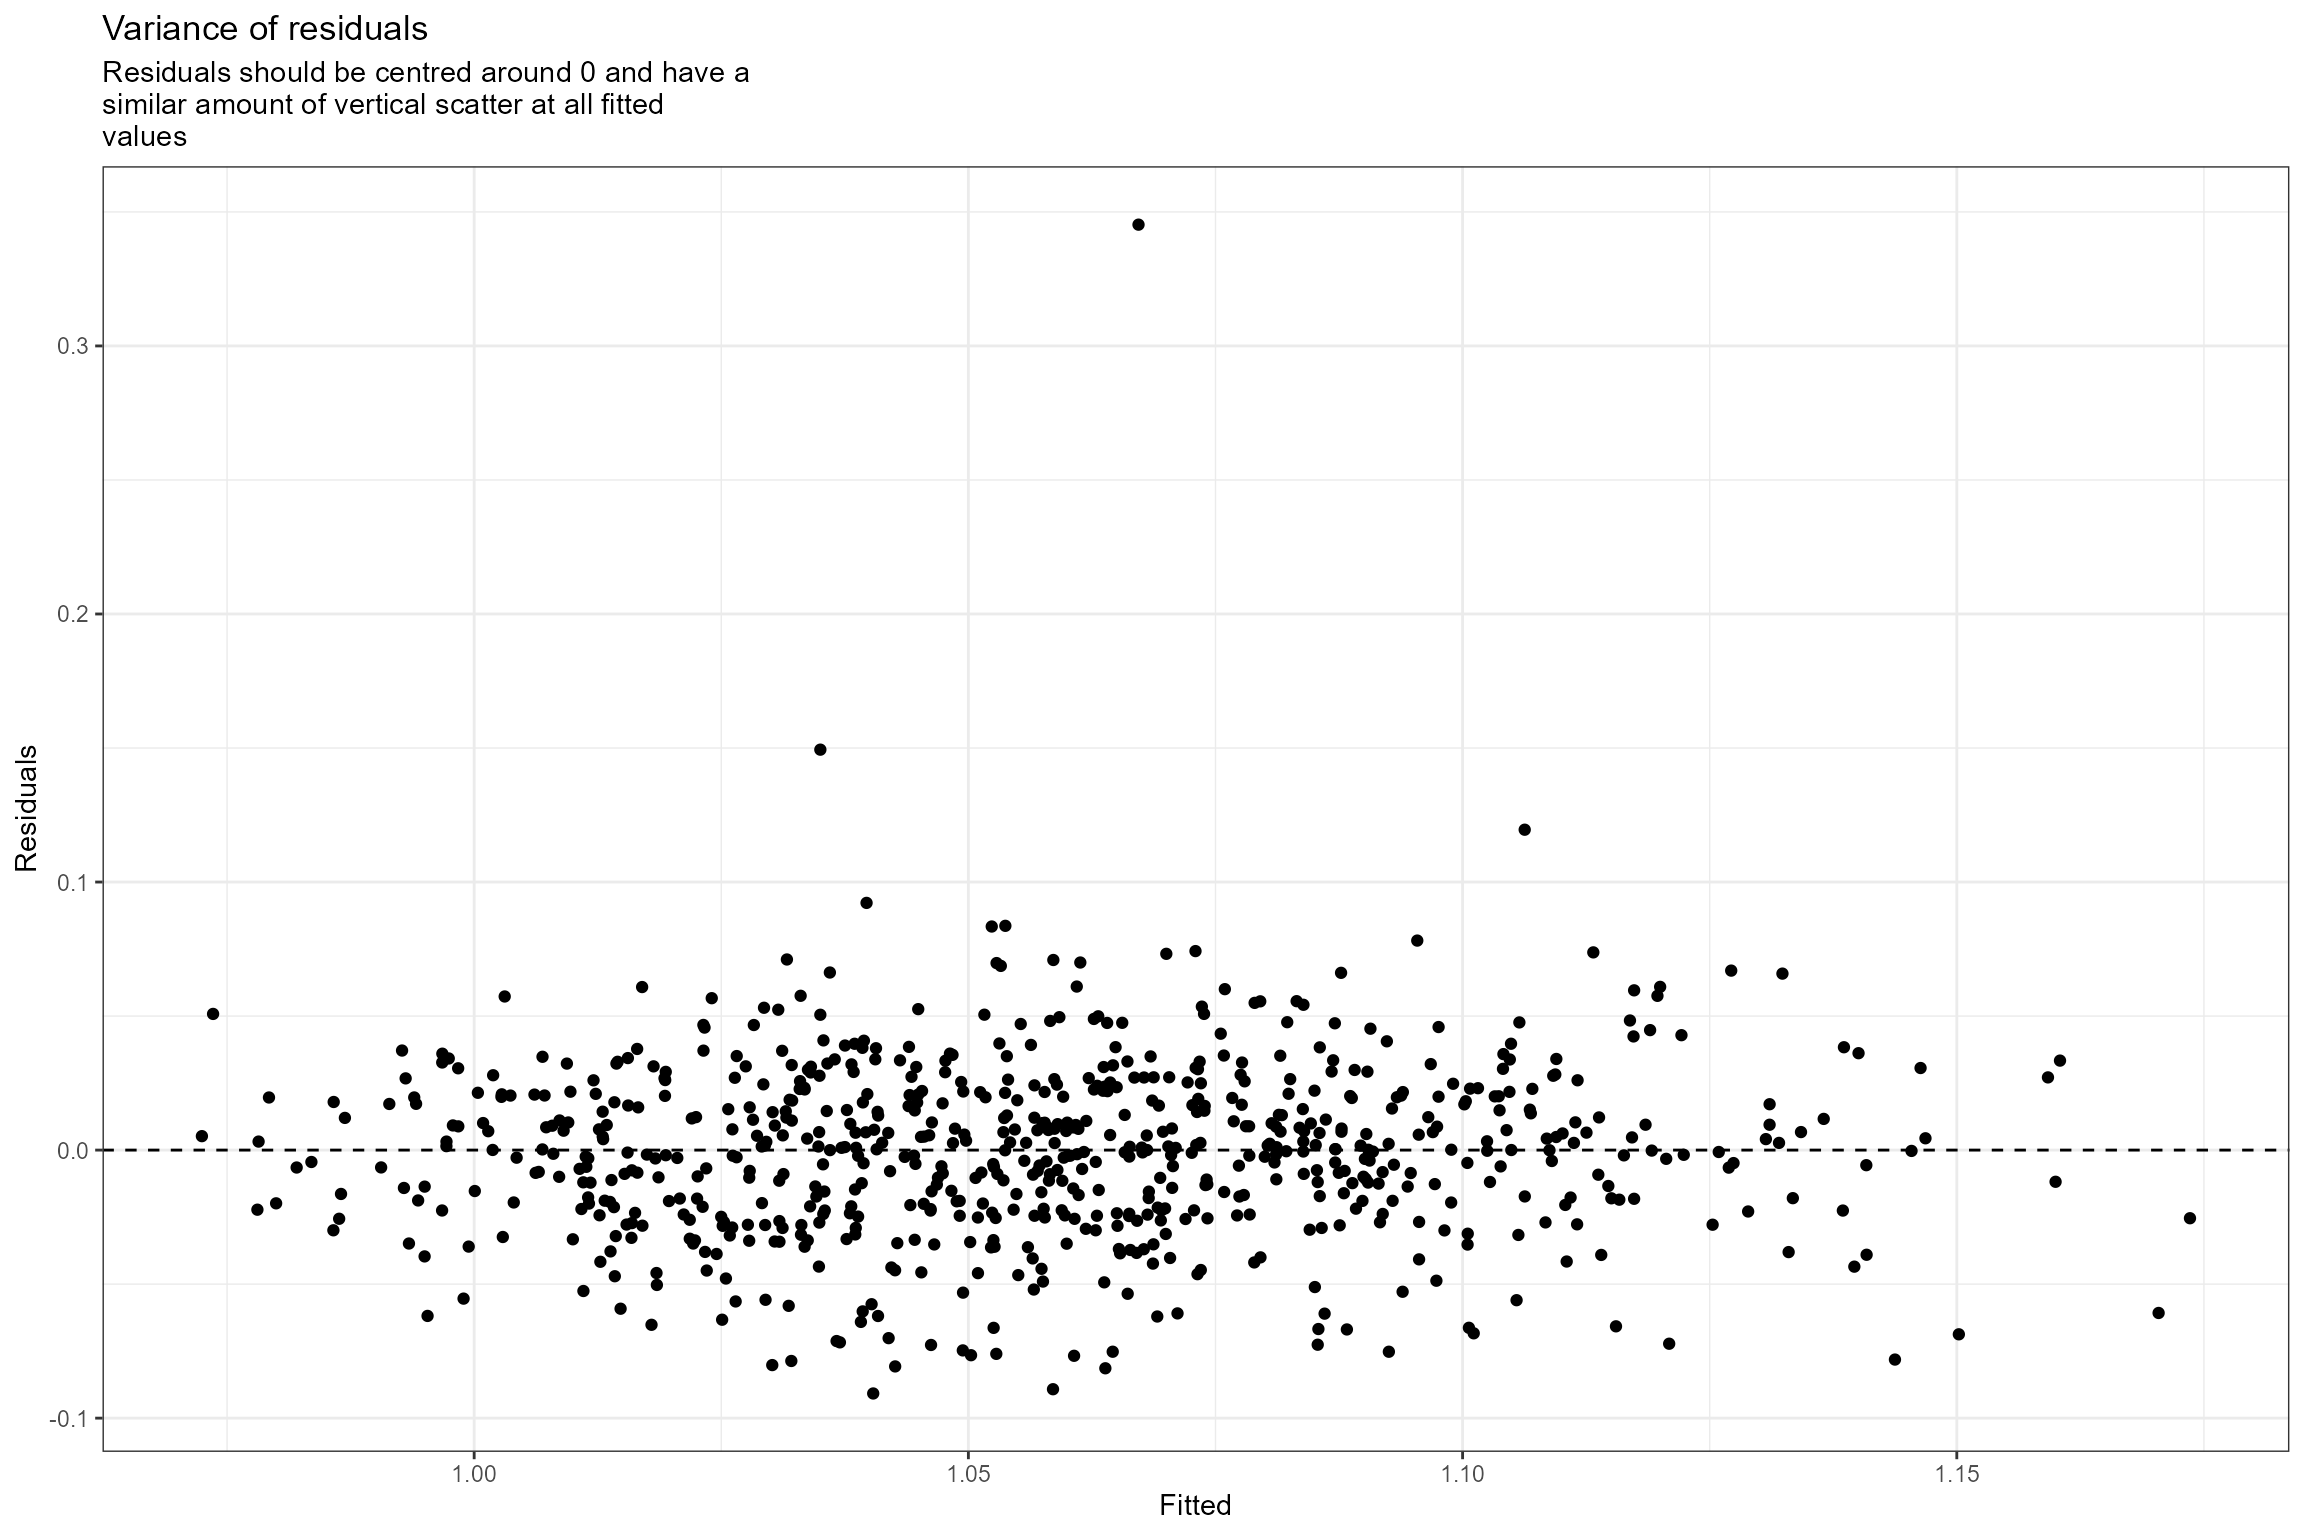 Variance of residuals
Residuals should be centred around 0 and have a
similar amount of vertical scatter at all fitted
values
0.3
0.2
0.1
0.0
-0.1
Residuals
1.00 1.05 1.10 1.15
Fitted